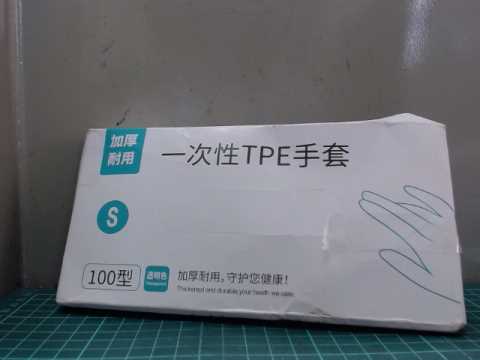 加厚
耐用
一次性TPE手套
S
100型
透明色
Transparent
加厚耐用，守护您健康！
Thickened and durable, your health we care